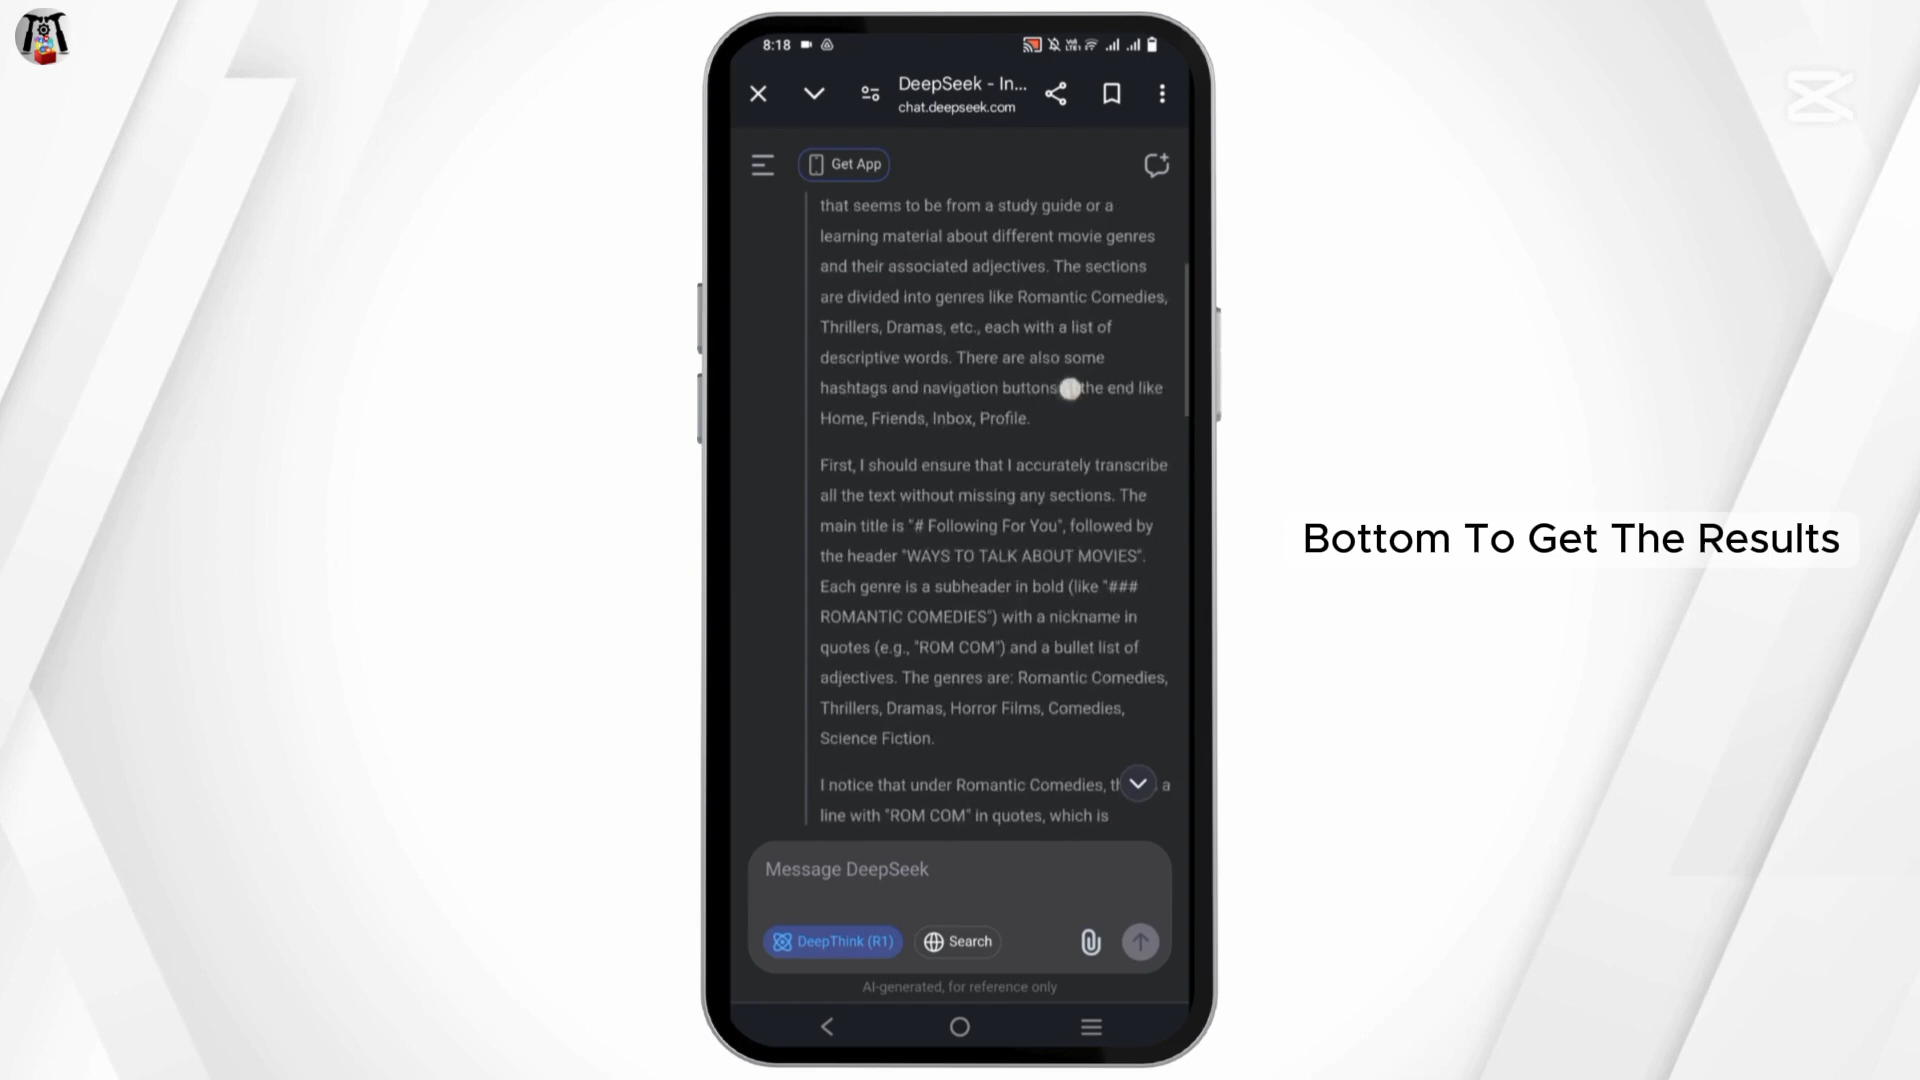 8:18
DeepSeek - In...
chat.deepseek.com
Get App
that seems to be from a study guide or a
learning material about different movie genres
and their associated adjectives. The sections
are divided into genres like Romantic Comedies,
Thrillers, Dramas, etc., each with a list of
descriptive words. There are also some
hashtags and navigation buttons the end like
Home, Friends, Inbox, Profile.
First, I should ensure that I accurately transcribe
all the text without missing any sections. The
main title is "# Following For You", followed by
the header "WAYS TO TALK ABOUT MOVIES".
Each genre is a subheader in bold (like "###
ROMANTIC COMEDIES") with a nickname in
quotes (e.g., "ROM COM") and a bullet list of
adjectives. The genres are: Romantic Comedies,
Thrillers, Dramas, Horror Films, Comedies,
Science Fiction.
I notice that under Romantic Comedies, a
line with "ROM COM" in quotes, which is
Message DeepSeek
DeepThink (R1)
Search
AI-generated, for reference only
Bottom To Get The Results